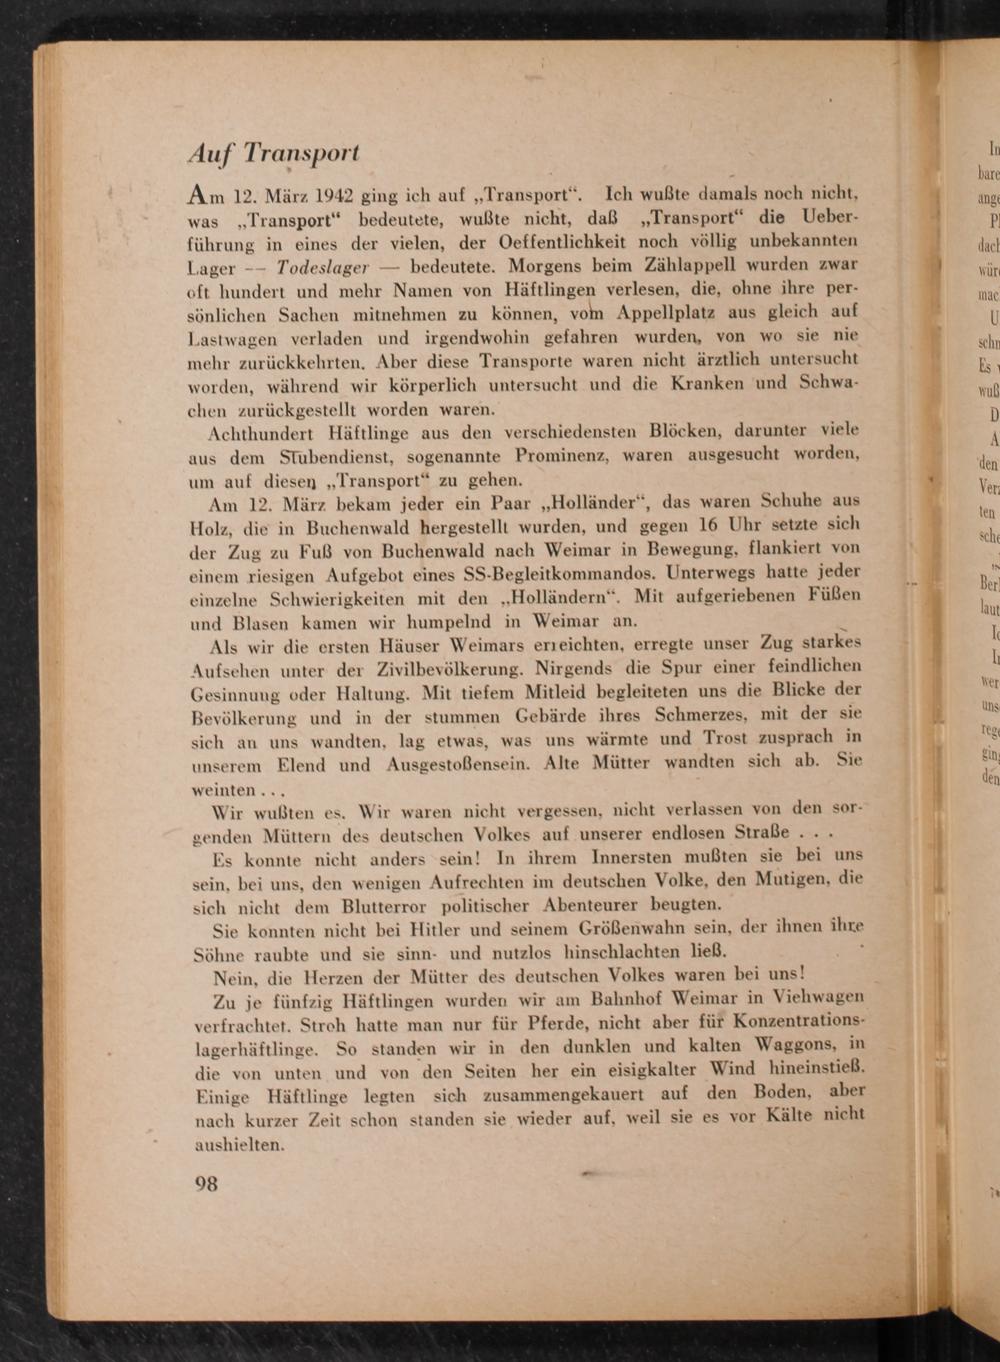 Auf Transport
Am 12. März 1942 ging ich auf „Transport“. Ich wußte damals noch nicht,
was „Transport“ bedeutete, wußte nicht, daß „Transport“ die Ueber-
führung in eines der vielen, der Oeffentlichkeit noch völlig unbekannten
Lager — Todeslager — bedeutete. Morgens beim Zählappell wurden zwar
oft hundert und mehr Namen von Häftlingen verlesen, die, ohne ihre per-
sönlichen Sachen mitnehmen zu können, vom Appellplatz aus gleich auf
Lastwagen verladen und irgendwohin gefahren wurden, von wo sie nie
mehr zurückkehrten. Aber diese Transporte waren nicht ärztlich untersucht
worden, während wir körperlich untersucht und die Kranken und Schwa-
chen zurückgestellt worden waren.
Achthundert Häftlinge aus den verschiedensten Blöcken, darunter viele
aus dem Stubendienst, sogenannte Prominenz, waren ausgesucht worden,
um auf diesen „Transport“ zu gehen.
Am 12. März bekam jeder ein Paar „Holländer“, das waren Schuhe aus
Holz, die in Buchenwald hergestellt wurden, und gegen 16 Uhr setzte sich
der Zug zu Fuß von Buchenwald nach Weimar in Bewegung, flankiert von
einem riesigen Aufgebot eines SS-Begleitkommandos. Unterwegs hatte jeder
einzelne Schwierigkeiten mit den „Holländern“. Mit aufgeriebenen Füßen
und Blasen kamen wir humpelnd in Weimar an.
Als wir die ersten Häuser Weimars erreichten, erregte unser Zug starkes
Aufsehen unter der Zivilbevölkerung. Nirgends die Spur einer feindlichen
Gesinnung oder Haltung. Mit tiefem Mitleid begleiteten uns die Blicke der
Bevölkerung und in der stummen Gebärde ihres Schmerzes, mit der sie
sich an uns wandten, lag etwas, was uns wärmte und Trost zusprach in
unserem Elend und Ausgestoßensein. Alte Mütter wandten sich ab. Sie
weinten . . .
Wir wußten es. Wir waren nicht vergessen, nicht verlassen von den sor-
genden Müttern des deutschen Volkes auf unserer endlosen Straße . . .
Es konnte nicht anders sein! In ihrem Innersten mußten sie bei uns
sein, bei uns, den wenigen Aufrechten im deutschen Volke, den Mutigen, die
sich nicht dem Blutterror politischer Abenteurer beugten.
Sie konnten nicht bei Hitler und seinem Größenwahn sein, der ihnen ihre
Söhne raubte und sie sinn- und nutzlos hinschlachten ließ.
Nein, die Herzen der Mütter des deutschen Volkes waren bei uns!
Zu je fünfzig Häftlingen wurden wir am Bahnhof Weimar in Viehwagen
verfrachtet. Stroh hatte man nur für Pferde, nicht aber für Konzentrations-
lagerhäftlinge. So standen wir in den dunklen und kalten Waggons, in
die von unten und von den Seiten her ein eisigkalter Wind hineinstieß.
Einige Häftlinge legten sich zusammengekauert auf den Boden, aber
nach kurzer Zeit schon standen sie wieder auf, weil sie es vor Kälte nicht
aushielten.
98